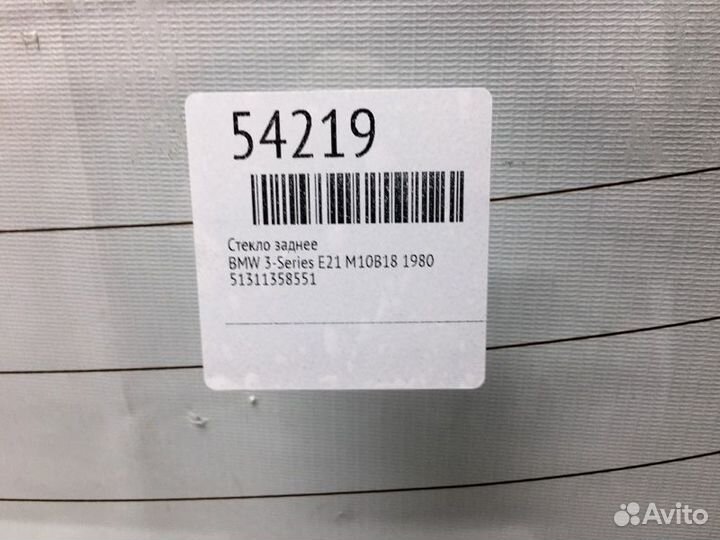 54219
Стекло заднее
BMW 3-Series E21 M10B18 1980
51311358551
Avito